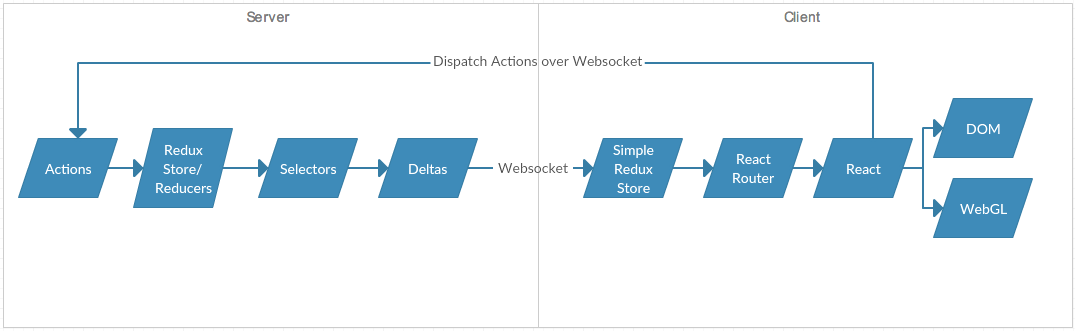 Server
Client
Dispatch Actions over Websocket
Actions
Redux
Store/
Reducers
Selectors
Deltas
Websocket
Simple
Redux
Store
React
Router
React
DOM
WebGL